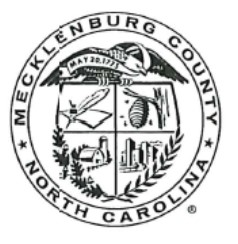 MECKLENBURG COUNTY
MAY 20, 1775
★ NORTH CAROLINA ★
®